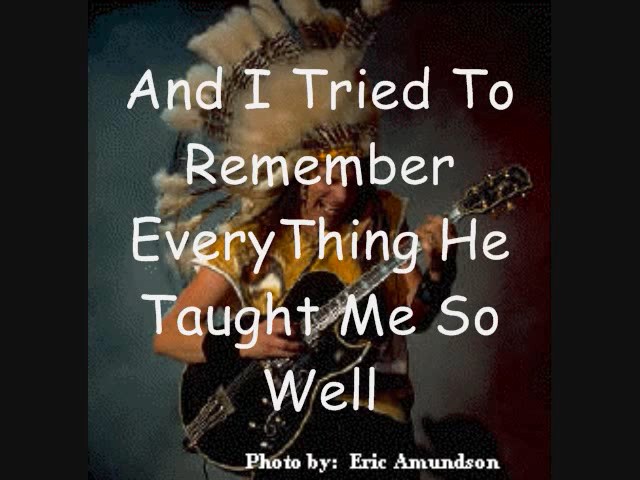 And I Tried To
Remember
EveryThing He
Taught Me So
Well
Photo by: Eric Amundson